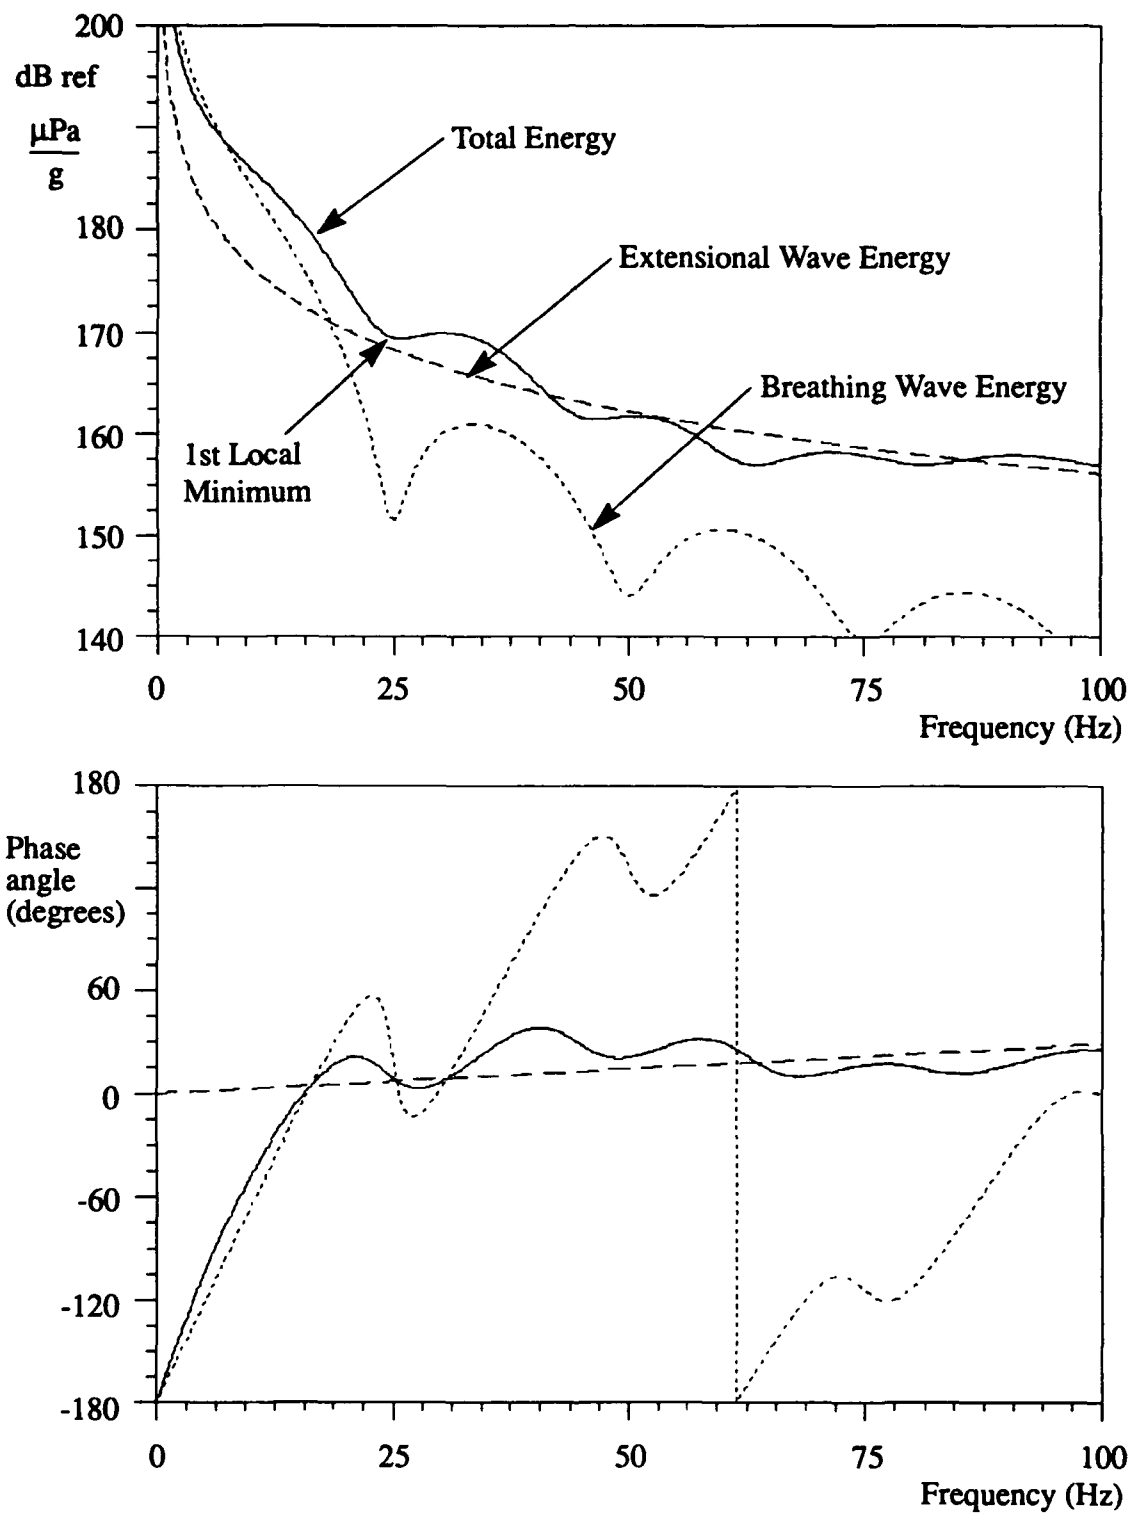 200
dB ref
μPa
g
Total Energy
180
Extensional Wave Energy
170
Breathing Wave Energy
160
1st Local
Minimum
150
140
0 25 50 75 100
Frequency (Hz)
180
Phase
angle
(degrees)
60
0
-60
-120
-180
0 25 50 75 100
Frequency (Hz)